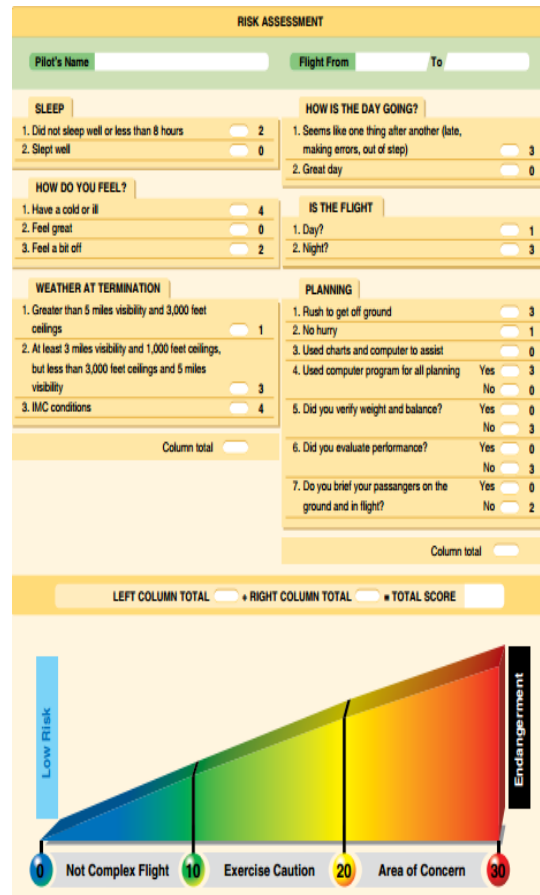 RISK ASSESSMENT
Pilot's Name
Flight From To
SLEEP
1. Did not sleep well or less than 8 hours 2
2. Slept well 0
HOW DO YOU FEEL?
1. Have a cold or ill 4
2. Feel great 0
3. Feel a bit off 2
WEATHER AT TERMINATION
1. Greater than 5 miles visibility and 3,000 feet
ceilings 1
2. At least 3 miles visibility and 1,000 feet ceilings,
but less than 3,000 feet ceilings and 5 miles
visibility 3
3. IMC conditions 4
Column total
HOW IS THE DAY GOING?
1. Seems like one thing after another (late,
making errors, out of step) 3
2. Great day 0
IS THE FLIGHT
1. Day? 1
2. Night? 3
PLANNING
1. Rush to get off ground 3
2. No hurry 1
3. Used charts and computer to assist 0
4. Used computer program for all planning Yes 3
No 0
5. Did you verify weight and balance? Yes 0
No 3
6. Did you evaluate performance? Yes 0
No 3
7. Do you brief your passangers on the Yes 0
ground and in flight? No 2
Column total
LEFT COLUMN TOTAL + RIGHT COLUMN TOTAL = TOTAL SCORE
Low Risk
Endangerment
0 Not Complex Flight 10 Exercise Caution 20 Area of Concern 30